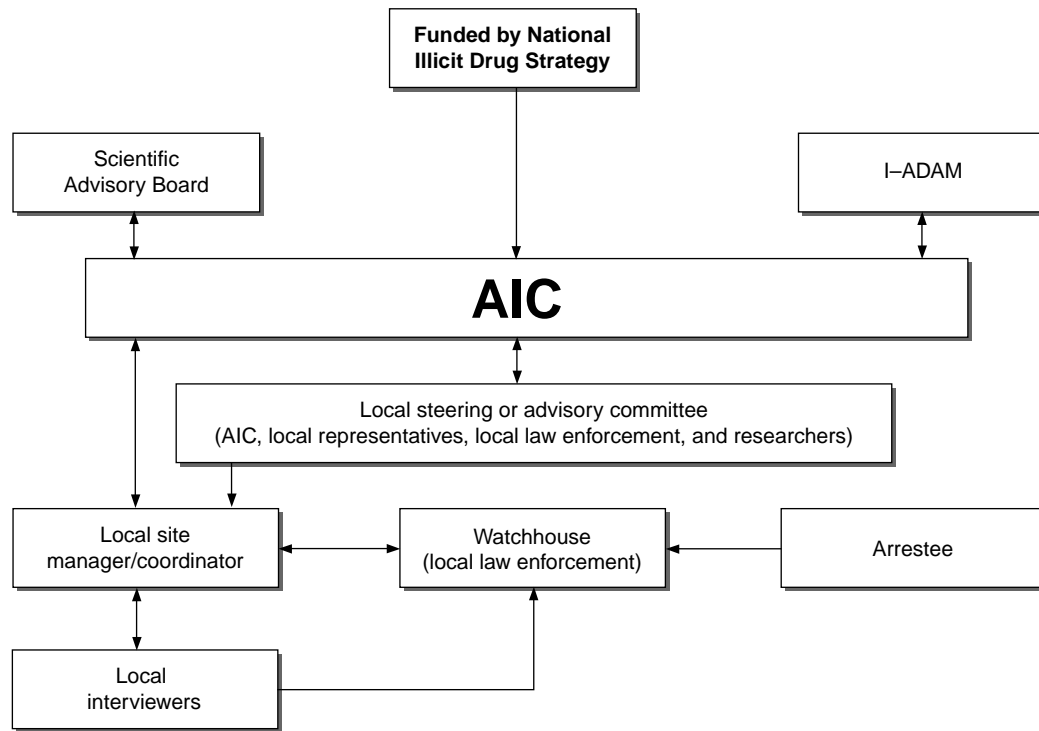 Funded by National
Illicit Drug Strategy
Scientific
Advisory Board
I–ADAM
AIC
Local steering or advisory committee
(AIC, local representatives, local law enforcement, and researchers)
Local site
manager/coordinator
Watchhouse
(local law enforcement)
Arrestee
Local
interviewers